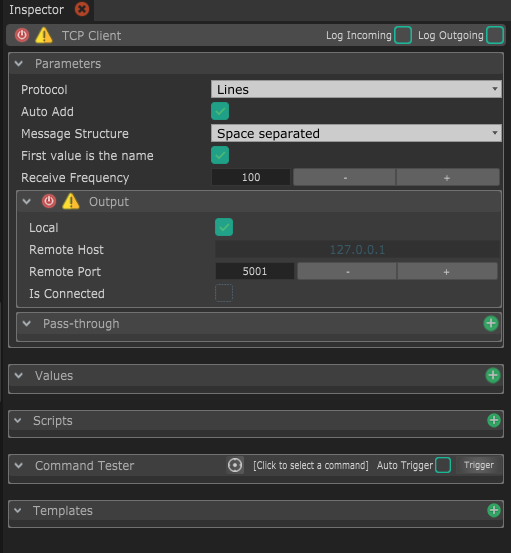 Inspector
TCP Client Log Incoming Log Outgoing
Parameters
Protocol Lines
Auto Add
Message Structure Space separated
First value is the name
Receive Frequency 100 - +
Output
Local
Remote Host 127.0.0.1
Remote Port 5001 - +
Is Connected
Pass-through
Values
Scripts
Command Tester [Click to select a command] Auto Trigger Trigger
Templates